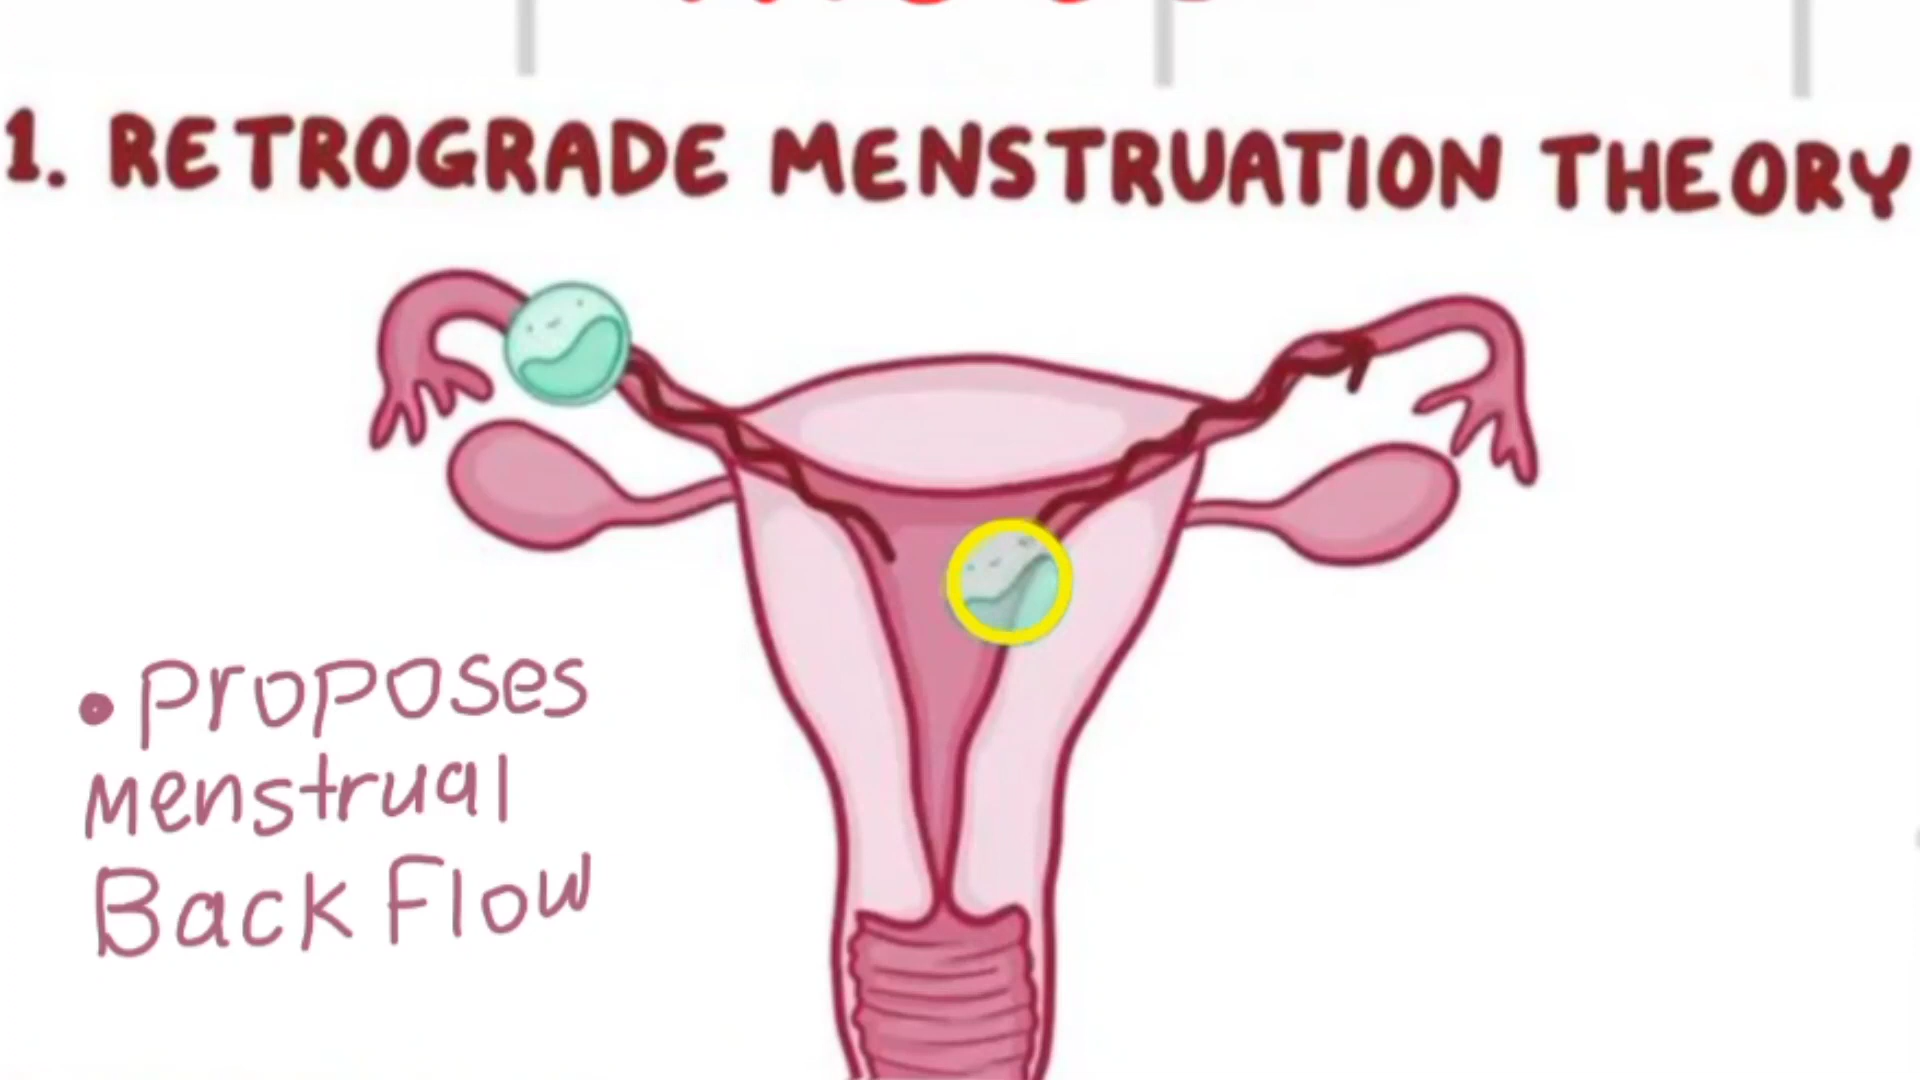 1. RETROGRADE MENSTRUATION THEORY
• Proposes
Menstrual
Back Flow